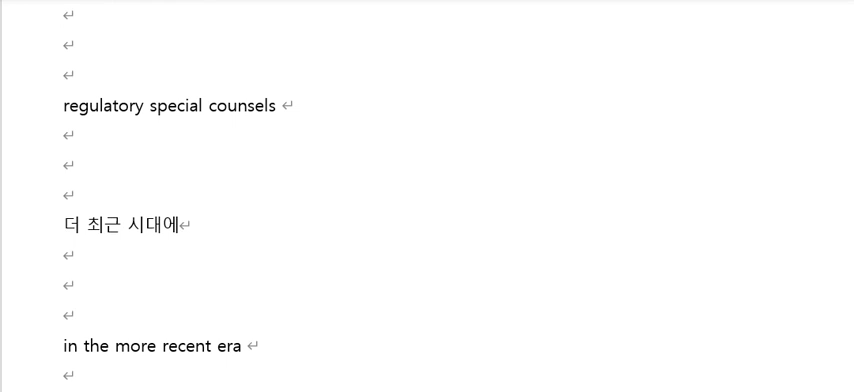 regulatory special counsels
더 최근 시대에
in the more recent era